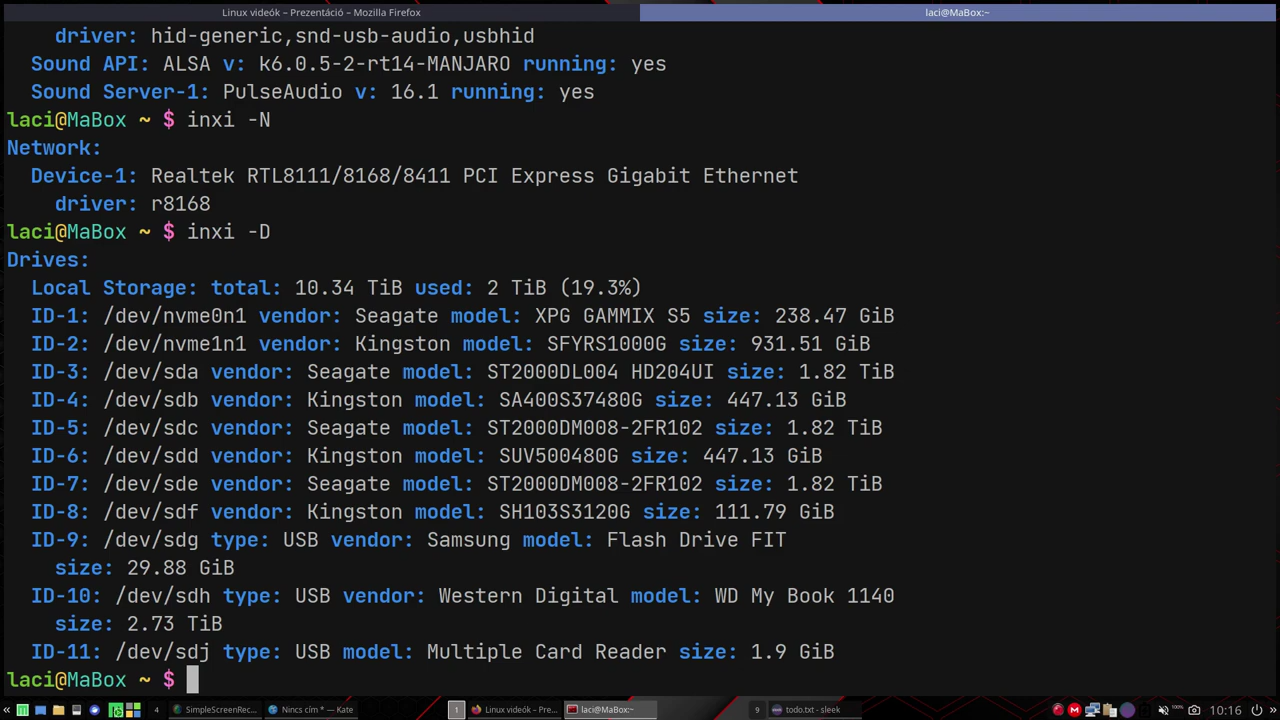 Linux videók – Prezentáció – Mozilla Firefox
laci@MaBox:~
driver: hid-generic,snd-usb-audio,usbhid
Sound API: ALSA v: k6.0.5-2-rt14-MANJARO running: yes
Sound Server-1: PulseAudio v: 16.1 running: yes
laci@MaBox ~ $ inxi -N
Network:
Device-1: Realtek RTL8111/8168/8411 PCI Express Gigabit Ethernet
driver: r8168
laci@MaBox ~ $ inxi -D
Drives:
Local Storage: total: 10.34 TiB used: 2 TiB (19.3%)
ID-1: /dev/nvme0n1 vendor: Seagate model: XPG GAMMIX S5 size: 238.47 GiB
ID-2: /dev/nvme1n1 vendor: Kingston model: SFYRS1000G size: 931.51 GiB
ID-3: /dev/sda vendor: Seagate model: ST2000DL004 HD204UI size: 1.82 TiB
ID-4: /dev/sdb vendor: Kingston model: SA400S37480G size: 447.13 GiB
ID-5: /dev/sdc vendor: Seagate model: ST2000DM008-2FR102 size: 1.82 TiB
ID-6: /dev/sdd vendor: Kingston model: SUV500480G size: 447.13 GiB
ID-7: /dev/sde vendor: Seagate model: ST2000DM008-2FR102 size: 1.82 TiB
ID-8: /dev/sdf vendor: Kingston model: SH103S3120G size: 111.79 GiB
ID-9: /dev/sdg type: USB vendor: Samsung model: Flash Drive FIT
size: 29.88 GiB
ID-10: /dev/sdh type: USB vendor: Western Digital model: WD My Book 1140
size: 2.73 TiB
ID-11: /dev/sdj type: USB model: Multiple Card Reader size: 1.9 GiB
laci@MaBox ~ $
« 4 SimpleScreenRec... Nincs cím * — Kate 1 Linux videók – Pre... laci@MaBox:~ 9 todo.txt - sleek 100% 10:16 »